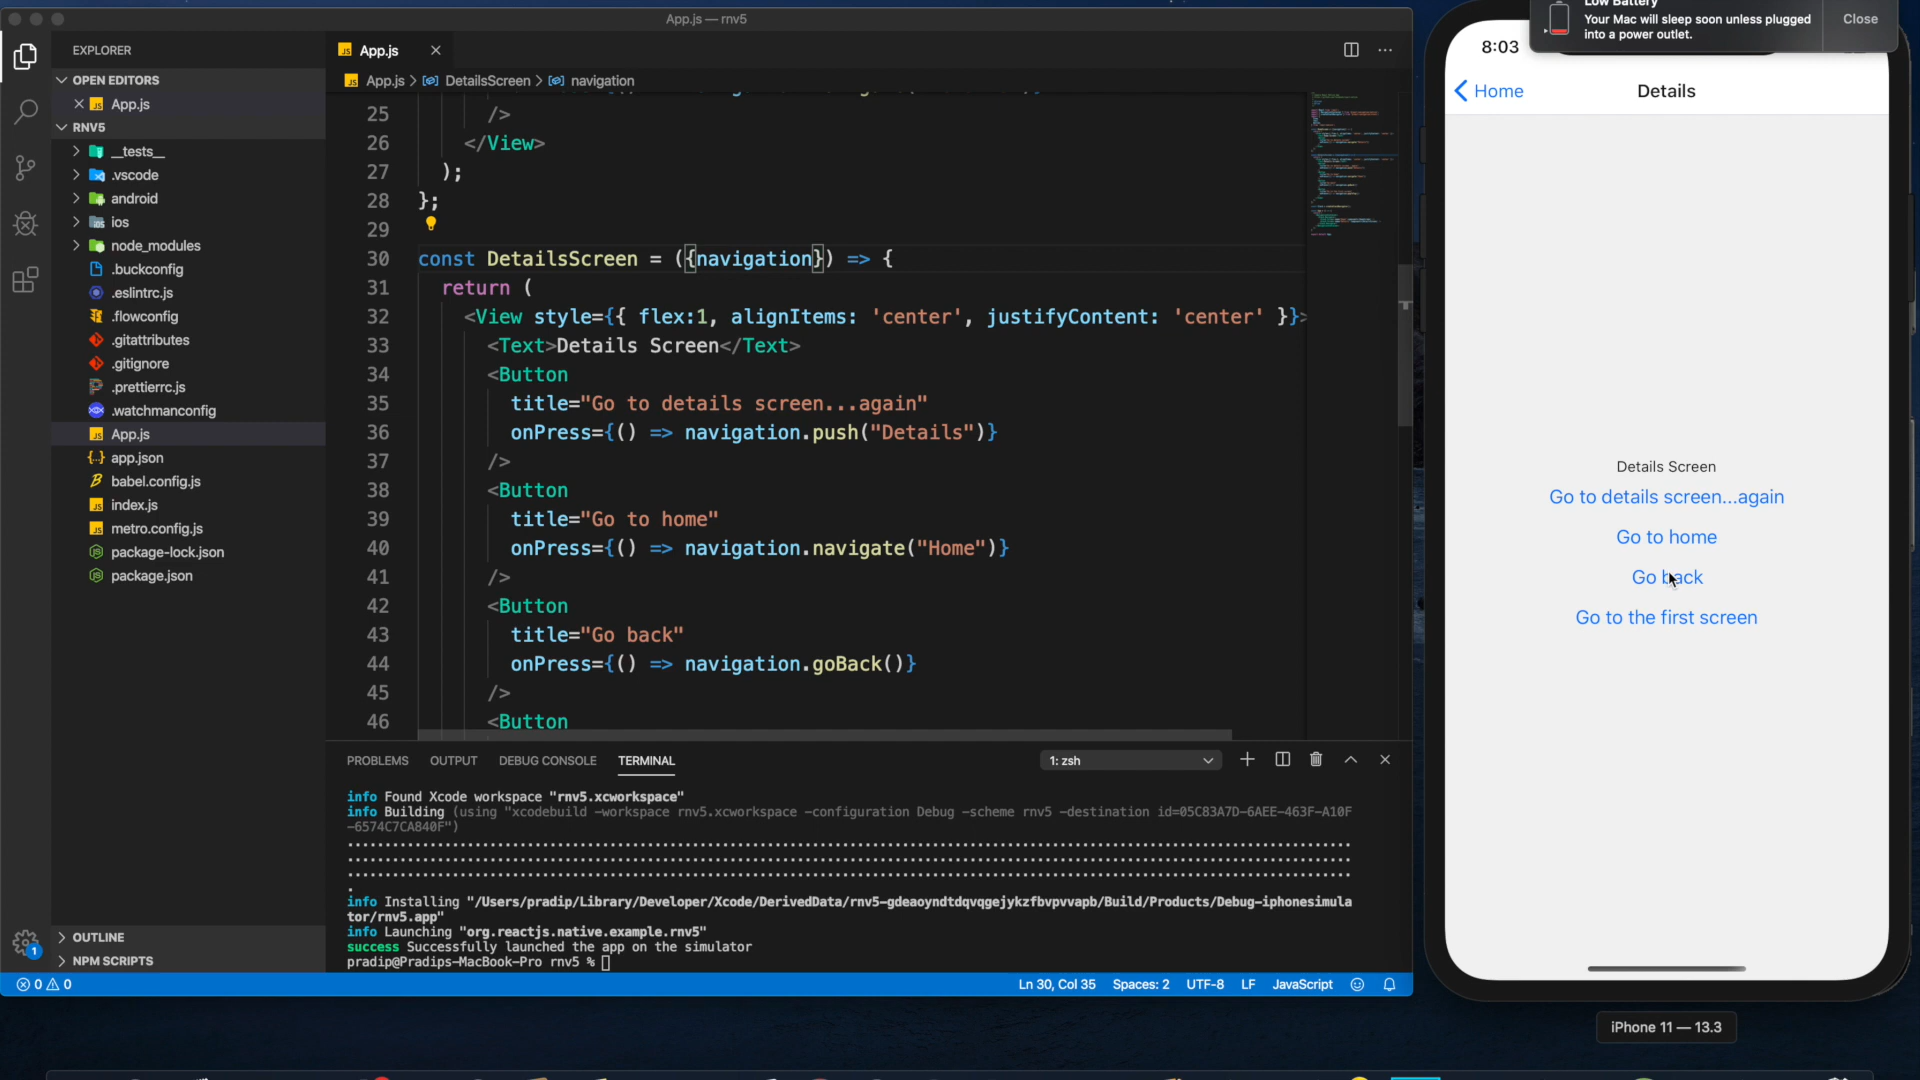 App.js — rnv5
EXPLORER
OPEN EDITORS
App.js
RNV5
__tests__
.vscode
android
ios
node_modules
.buckconfig
.eslintrc.js
.flowconfig
.gitattributes
.gitignore
.prettierrc.js
.watchmanconfig
App.js
app.json
babel.config.js
index.js
metro.config.js
package-lock.json
package.json
OUTLINE
NPM SCRIPTS
1
App.js
App.js > DetailsScreen > navigation
25 />
26 </View>
27 );
28 };
29
30 const DetailsScreen = ({navigation}) => {
31 return (
32 <View style={{ flex:1, alignItems: 'center', justifyContent: 'center' }}>
33 <Text>Details Screen</Text>
34 <Button
35 title="Go to details screen...again"
36 onPress={() => navigation.push("Details")}
37 />
38 <Button
39 title="Go to home"
40 onPress={() => navigation.navigate("Home")}
41 />
42 <Button
43 title="Go back"
44 onPress={() => navigation.goBack()}
45 />
46 <Button
PROBLEMS OUTPUT DEBUG CONSOLE TERMINAL 1: zsh
info Found Xcode workspace "rnv5.xcworkspace"
info Building (using "xcodebuild -workspace rnv5.xcworkspace -configuration Debug -scheme rnv5 -destination id=05C83A7D-6AEE-463F-A10F
-6574C7CA840F")
info Installing "/Users/pradip/Library/Developer/Xcode/DerivedData/rnv5-gdeaoyndtdqvqgejykzfbvpvvapb/Build/Products/Debug-iphonesimula
tor/rnv5.app"
info Launching "org.reactjs.native.example.rnv5"
success Successfully launched the app on the simulator
pradip@Pradips-MacBook-Pro rnv5 %
0 0
Ln 30, Col 35 Spaces: 2 UTF-8 LF JavaScript
Low Battery
Your Mac will sleep soon unless plugged
into a power outlet.
Close
8:03
Home Details
Details Screen
Go to details screen...again
Go to home
Go back
Go to the first screen
iPhone 11 — 13.3